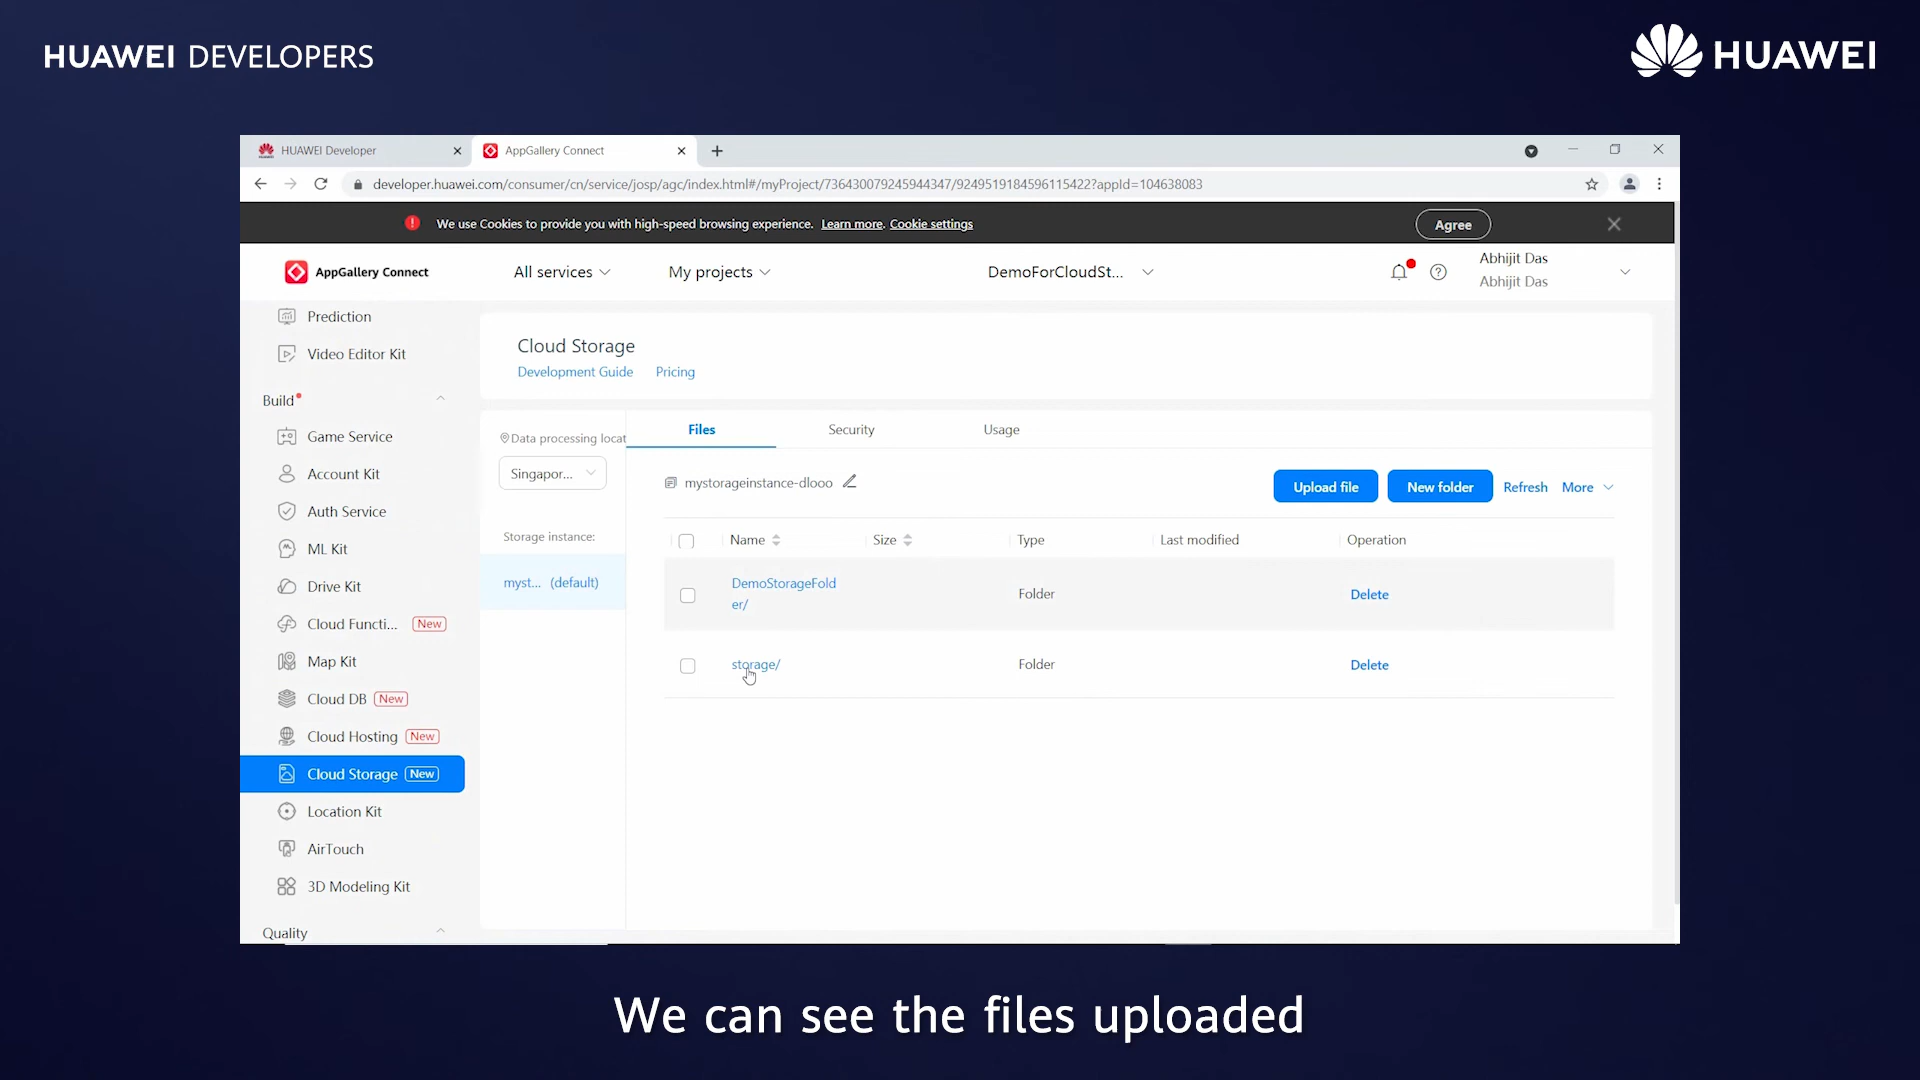 HUAWEI DEVELOPERS
HUAWEI
HUAWEI Developer
AppGallery Connect
developer.huawei.com/consumer/cn/service/josp/agc/index.html#/myProject/736430079245944347/9249519184596115422?appId=104638083
We use Cookies to provide you with high-speed browsing experience. Learn more. Cookie settings
Agree
AppGallery Connect
All services
My projects
DemoForCloudSt...
Abhijit Das
Abhijit Das
Prediction
Video Editor Kit
Build
Game Service
Account Kit
Auth Service
ML Kit
Drive Kit
Cloud Functi... New
Map Kit
Cloud DB New
Cloud Hosting New
Cloud Storage New
Location Kit
AirTouch
3D Modeling Kit
Quality
Cloud Storage
Development Guide Pricing
Data processing locat
Singapor...
Storage instance:
myst... (default)
Files Security Usage
mystorageinstance-dlooo
Upload file New folder Refresh More
Name Size Type Last modified Operation
DemoStorageFold
er/
Folder Delete
storage/ Folder Delete
We can see the files uploaded